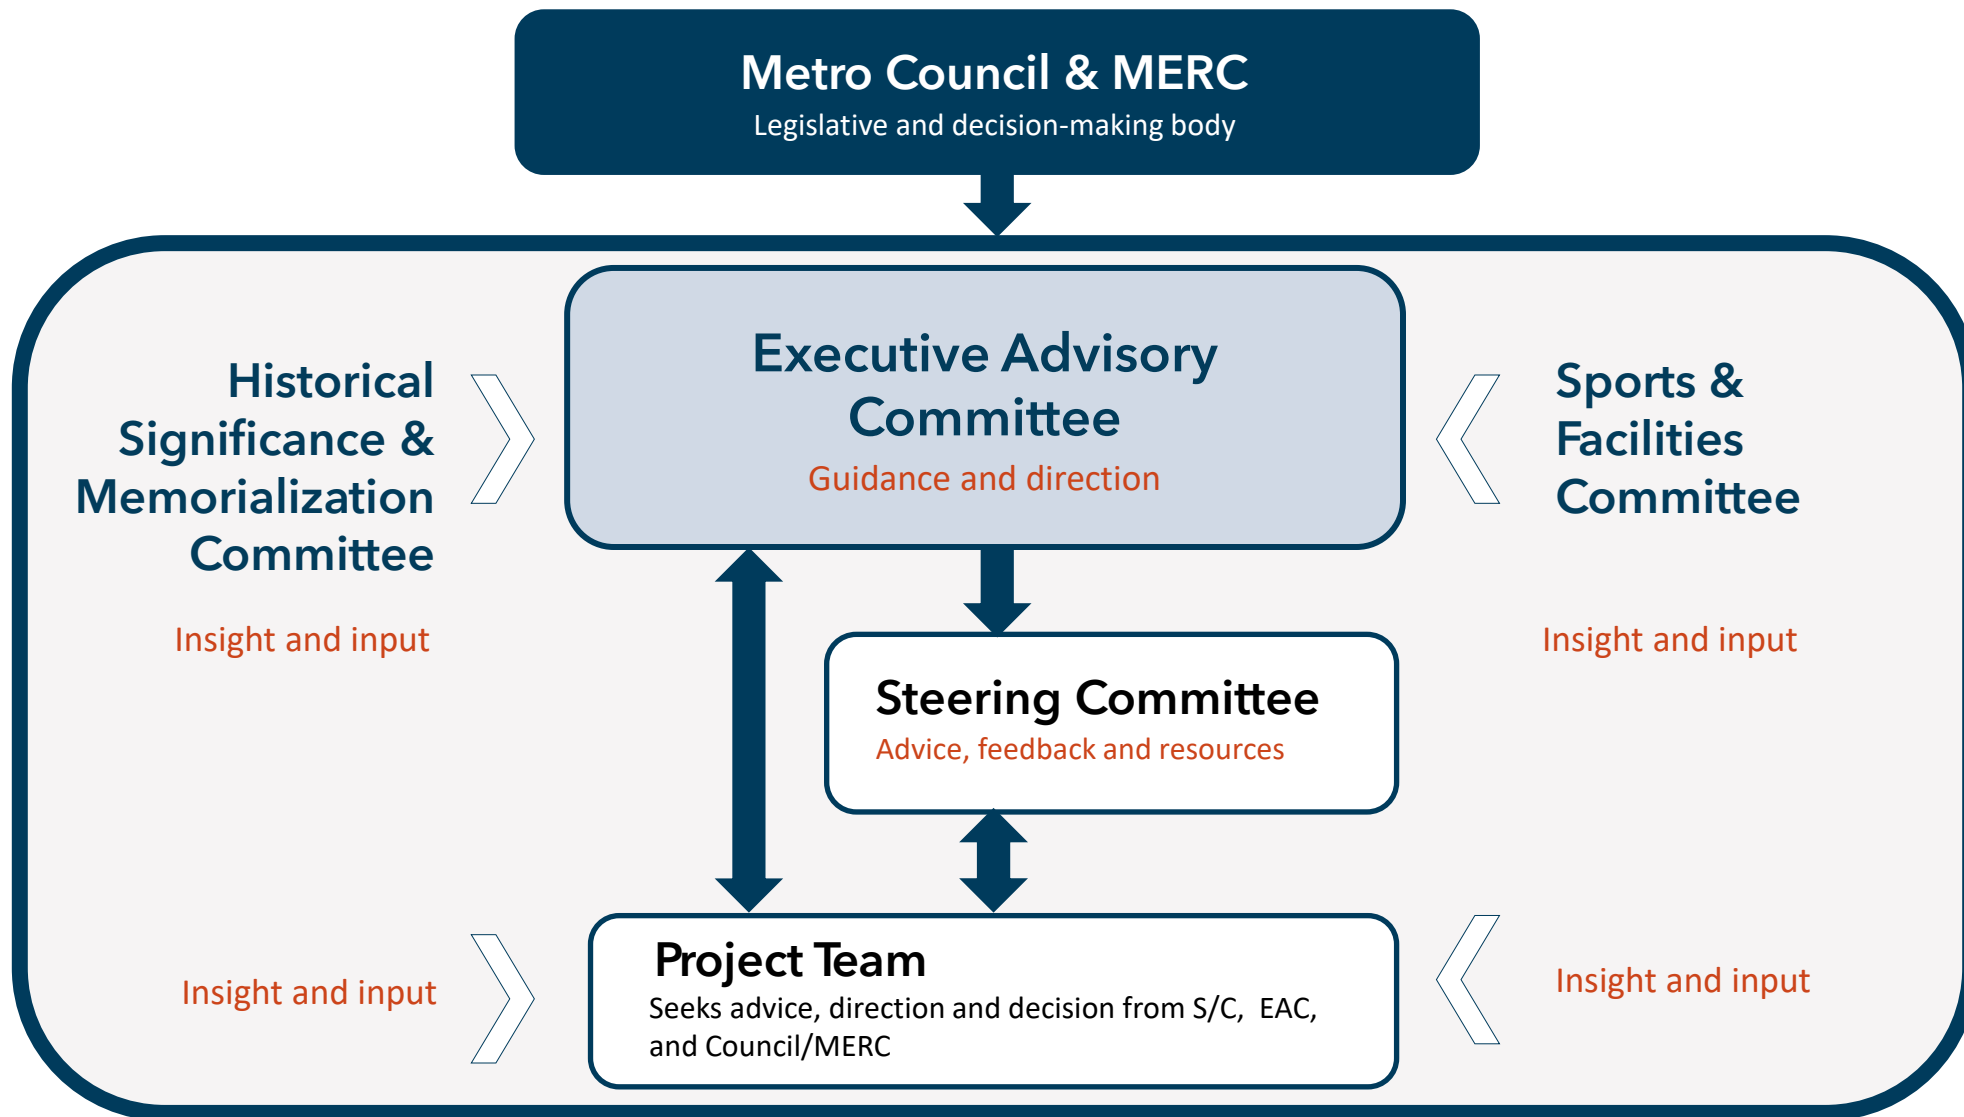 Metro Council & MERC
Legislative and decision-making body
Executive Advisory
Committee
Guidance and direction
Historical
Significance &
Memorialization
Committee
Insight and input
Sports &
Facilities
Committee
Insight and input
Steering Committee
Advice, feedback and resources
Project Team
Seeks advice, direction and decision from S/C, EAC,
and Council/MERC
Insight and input
Insight and input